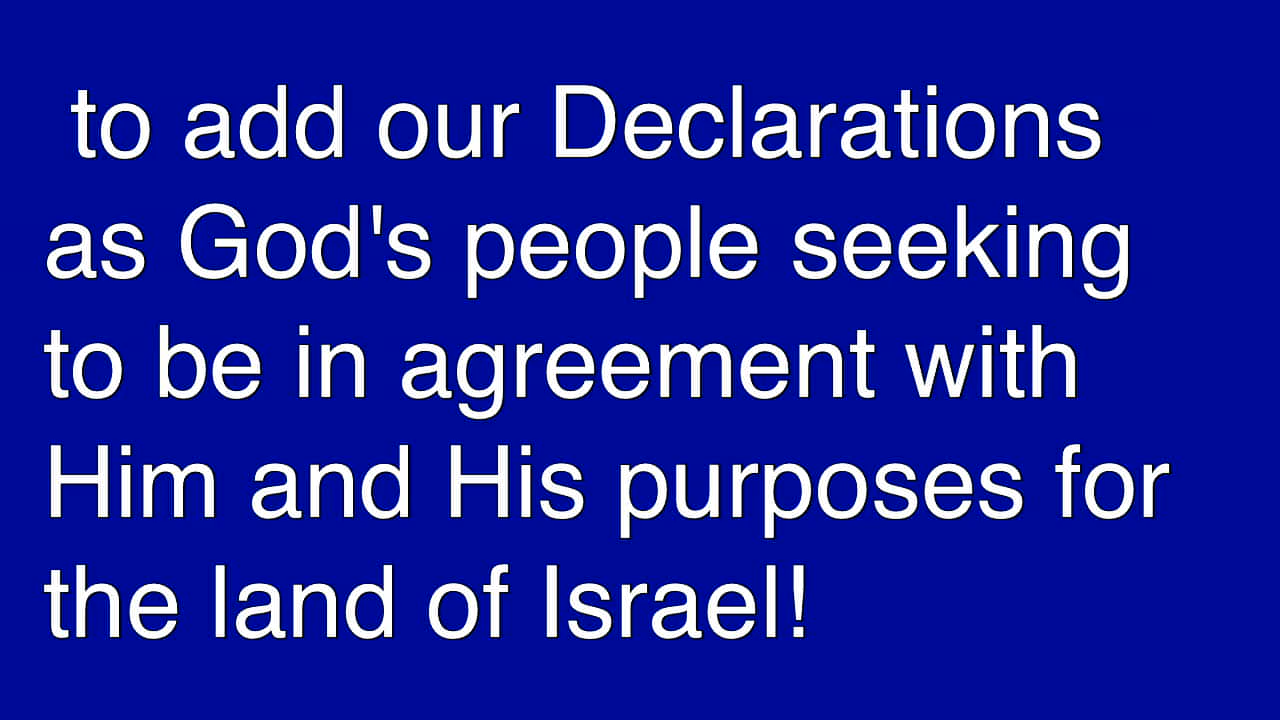 to add our Declarations
as God's people seeking
to be in agreement with
Him and His purposes for
the land of Israel!